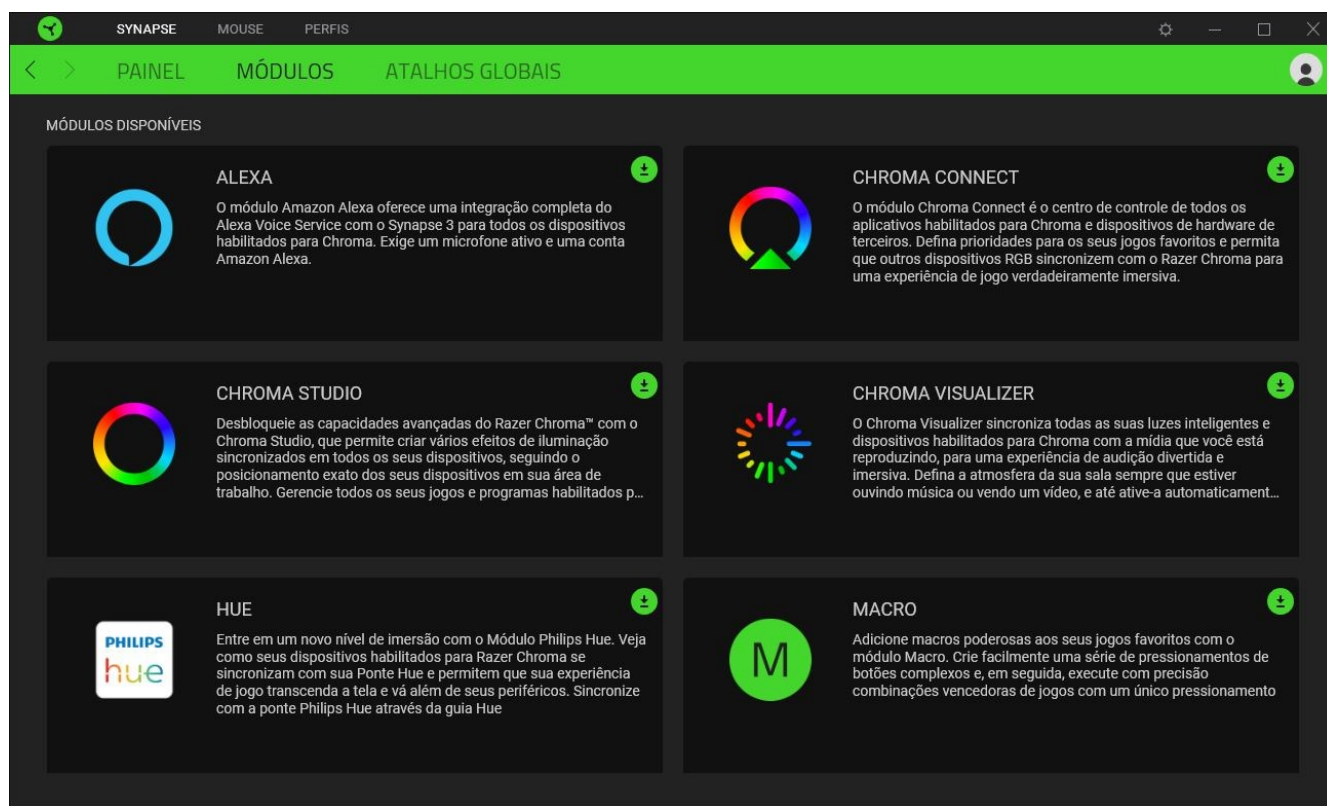 SYNAPSE MOUSE PERFIS
PAINEL MÓDULOS ATALHOS GLOBAIS
MÓDULOS DISPONÍVEIS
ALEXA
O módulo Amazon Alexa oferece uma integração completa do
Alexa Voice Service com o Synapse 3 para todos os dispositivos
habilitados para Chroma. Exige um microfone ativo e uma conta
Amazon Alexa.
CHROMA CONNECT
O módulo Chroma Connect é o centro de controle de todos os
aplicativos habilitados para Chroma e dispositivos de hardware de
terceiros. Defina prioridades para os seus jogos favoritos e permita
que outros dispositivos RGB sincronizem com o Razer Chroma para
uma experiência de jogo verdadeiramente imersiva.
CHROMA STUDIO
Desbloqueie as capacidades avançadas do Razer Chroma™ com o
Chroma Studio, que permite criar vários efeitos de iluminação
sincronizados em todos os seus dispositivos, seguindo o
posicionamento exato dos seus dispositivos em sua área de
trabalho. Gerencie todos os seus jogos e programas habilitados p...
CHROMA VISUALIZER
O Chroma Visualizer sincroniza todas as suas luzes inteligentes e
dispositivos habilitados para Chroma com a mídia que você está
reproduzindo, para uma experiência de audição divertida e
imersiva. Defina a atmosfera da sua sala sempre que estiver
ouvindo música ou vendo um vídeo, e até ative-a automaticament...
PHILIPS
hue
HUE
Entre em um novo nível de imersão com o Módulo Philips Hue. Veja
como seus dispositivos habilitados para Razer Chroma se
sincronizam com sua Ponte Hue e permitem que sua experiência
de jogo transcenda a tela e vá além de seus periféricos. Sincronize
com a ponte Philips Hue através da guia Hue
M
MACRO
Adicione macros poderosas aos seus jogos favoritos com o
módulo Macro. Crie facilmente uma série de pressionamentos de
botões complexos e, em seguida, execute com precisão
combinações vencedoras de jogos com um único pressionamento